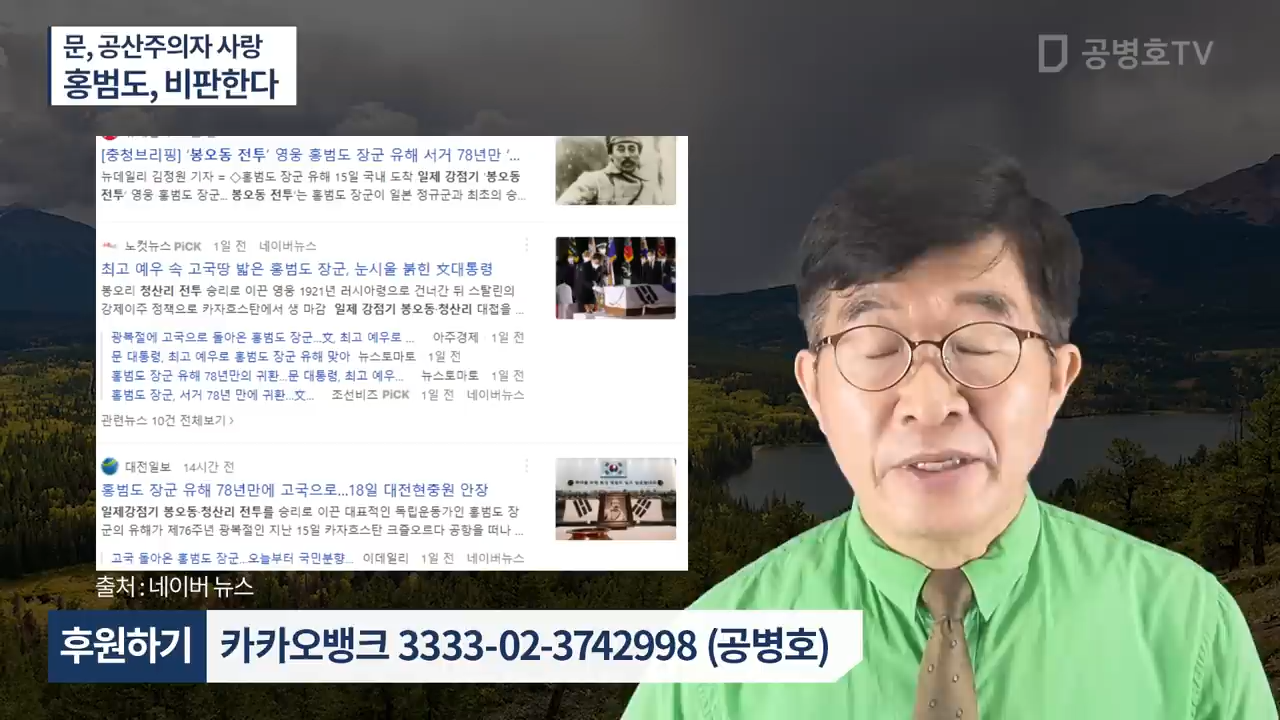 문, 공산주의자 사랑
홍범도, 비판한다
공병호TV
[충청브리핑] ‘봉오동 전투’ 영웅 홍범도 장군 유해 서거 78년만 ‘...
뉴데일리 김정원 기자 = ◇홍범도 장군 유해 15일 국내 도착 일제 강점기 ‘봉오동
전투’ 영웅 홍범도 장군... 봉오동 전투’는 홍범도 장군이 일본 정규군과 최초의 승...
노컷뉴스 PiCK 1일 전 네이버뉴스
최고 예우 속 고국땅 밟은 홍범도 장군, 눈시울 붉힌 文대통령
봉오리 청산리 전투 승리로 이끈 영웅 1921년 러시아령으로 건너간 뒤 스탈린의
강제이주 정책으로 카자흐스탄에서 생 마감 일제 강점기 봉오동·청산리 대첩을 ...
광복절에 고국으로 돌아온 홍범도 장군...文, 최고 예우로 ... 아주경제 1일 전
문 대통령, 최고 예우로 홍범도 장군 유해 맞아 뉴스토마토 1일 전
홍범도 장군 유해 78년만의 귀환...문 대통령, 최고 예우... 뉴스토마토 1일 전
홍범도 장군, 서거 78년 만에 귀환...文... 조선비즈 PiCK 1일 전 네이버뉴스
관련뉴스 10건 전체보기 >
대전일보 14시간 전
홍범도 장군 유해 78년만에 고국으로...18일 대전현충원 안장
일제강점기 봉오동·청산리 전투를 승리로 이끈 대표적인 독립운동가인 홍범도 장
군의 유해가 제76주년 광복절인 지난 15일 카자흐스탄 크즐오르다 공항을 떠나 ...
고국 돌아온 홍범도 장군...오늘부터 국민분향... 이데일리 1일 전 네이버뉴스
출처 : 네이버 뉴스
후원하기 카카오뱅크 3333-02-3742998 (공병호)